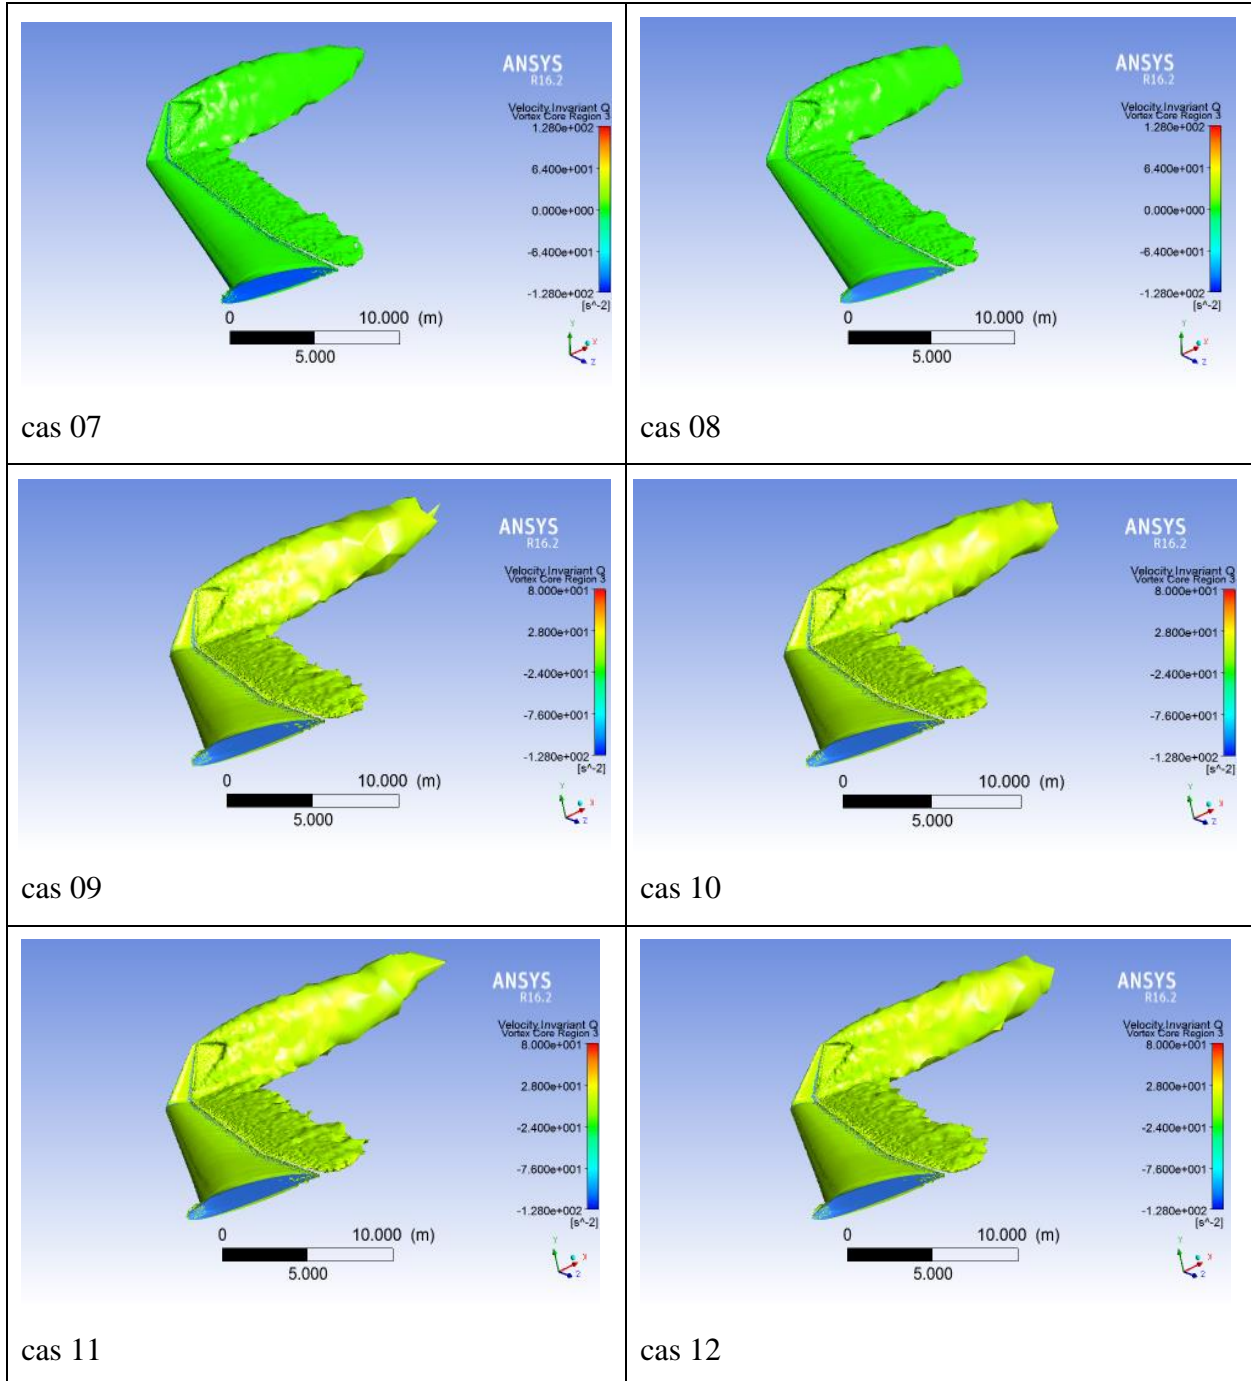 ANSYS
R16.2
Velocity.Invariant Q
Vortex Core Region 3
1.280e+002
6.400e+001
0.000e+000
-6.400e+001
-1.280e+002
[s^-2]
0 10.000 (m)
5.000
Y
X
Z
cas 07
ANSYS
R16.2
Velocity.Invariant Q
Vortex Core Region 3
1.280e+002
6.400e+001
0.000e+000
-6.400e+001
-1.280e+002
[s^-2]
0 10.000 (m)
5.000
Y
X
Z
cas 08
ANSYS
R16.2
Velocity.Invariant Q
Vortex Core Region 3
8.000e+001
2.800e+001
-2.400e+001
-7.600e+001
-1.280e+002
[s^-2]
0 10.000 (m)
5.000
Y
X
Z
cas 09
ANSYS
R16.2
Velocity.Invariant Q
Vortex Core Region 3
8.000e+001
2.800e+001
-2.400e+001
-7.600e+001
-1.280e+002
[s^-2]
0 10.000 (m)
5.000
Y
X
Z
cas 10
ANSYS
R16.2
Velocity.Invariant Q
Vortex Core Region 3
8.000e+001
2.800e+001
-2.400e+001
-7.600e+001
-1.280e+002
[s^-2]
0 10.000 (m)
5.000
Y
X
Z
cas 11
ANSYS
R16.2
Velocity.Invariant Q
Vortex Core Region 3
8.000e+001
2.800e+001
-2.400e+001
-7.600e+001
-1.280e+002
[s^-2]
0 10.000 (m)
5.000
Y
X
Z
cas 12